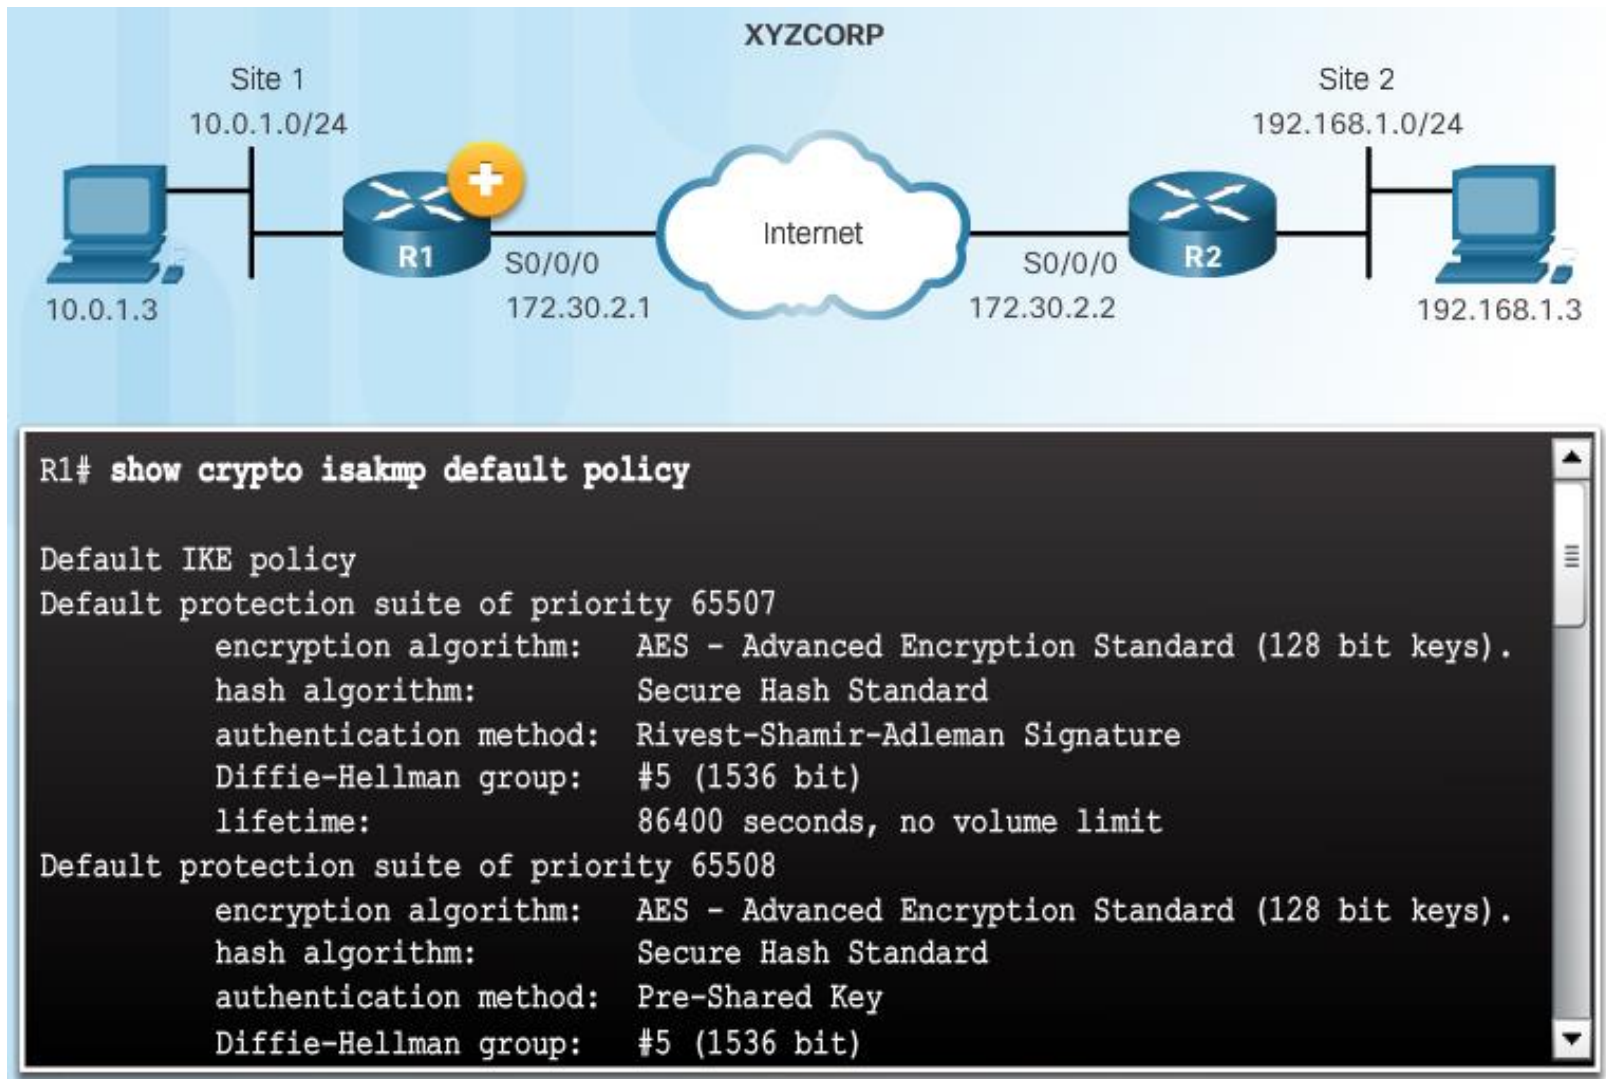 XYZCORP
Site 1
10.0.1.0/24
Site 2
192.168.1.0/24
R1
Internet
R2
S0/0/0
172.30.2.1
S0/0/0
172.30.2.2
10.0.1.3
192.168.1.3
R1# show crypto isakmp default policy
Default IKE policy
Default protection suite of priority 65507
encryption algorithm: AES - Advanced Encryption Standard (128 bit keys).
hash algorithm: Secure Hash Standard
authentication method: Rivest-Shamir-Adleman Signature
Diffie-Hellman group: #5 (1536 bit)
lifetime: 86400 seconds, no volume limit
Default protection suite of priority 65508
encryption algorithm: AES - Advanced Encryption Standard (128 bit keys).
hash algorithm: Secure Hash Standard
authentication method: Pre-Shared Key
Diffie-Hellman group: #5 (1536 bit)